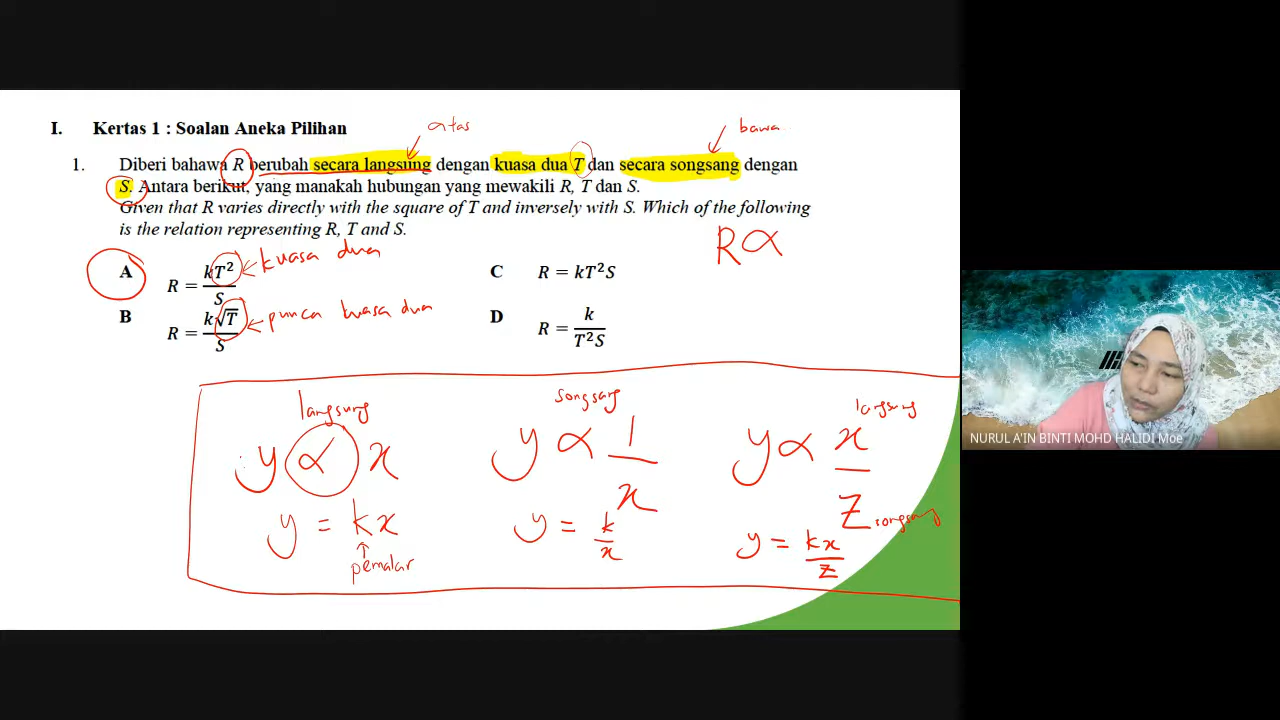 I. Kertas 1 : Soalan Aneka Pilihan
atas
bawa
1. Diberi bahawa R berubah secara langsung dengan kuasa dua T dan secara songsang dengan
S. Antara berikut, yang manakah hubungan yang mewakili R, T dan S.
Given that R varies directly with the square of T and inversely with S. Which of the following
is the relation representing R, T and S.
R ∝
A R = kT²/S
kuasa dua
B R = k√T/S
punca kuasa dua
C R = kT²S
D R = k/T²S
langsung
y ∝ x
y = kx
pemalar
songsang
y ∝ 1/x
y = k/x
langsung
y ∝ x/z
songsang
y = kx/z
NURUL A'IN BINTI MOHD HALIDI Moe